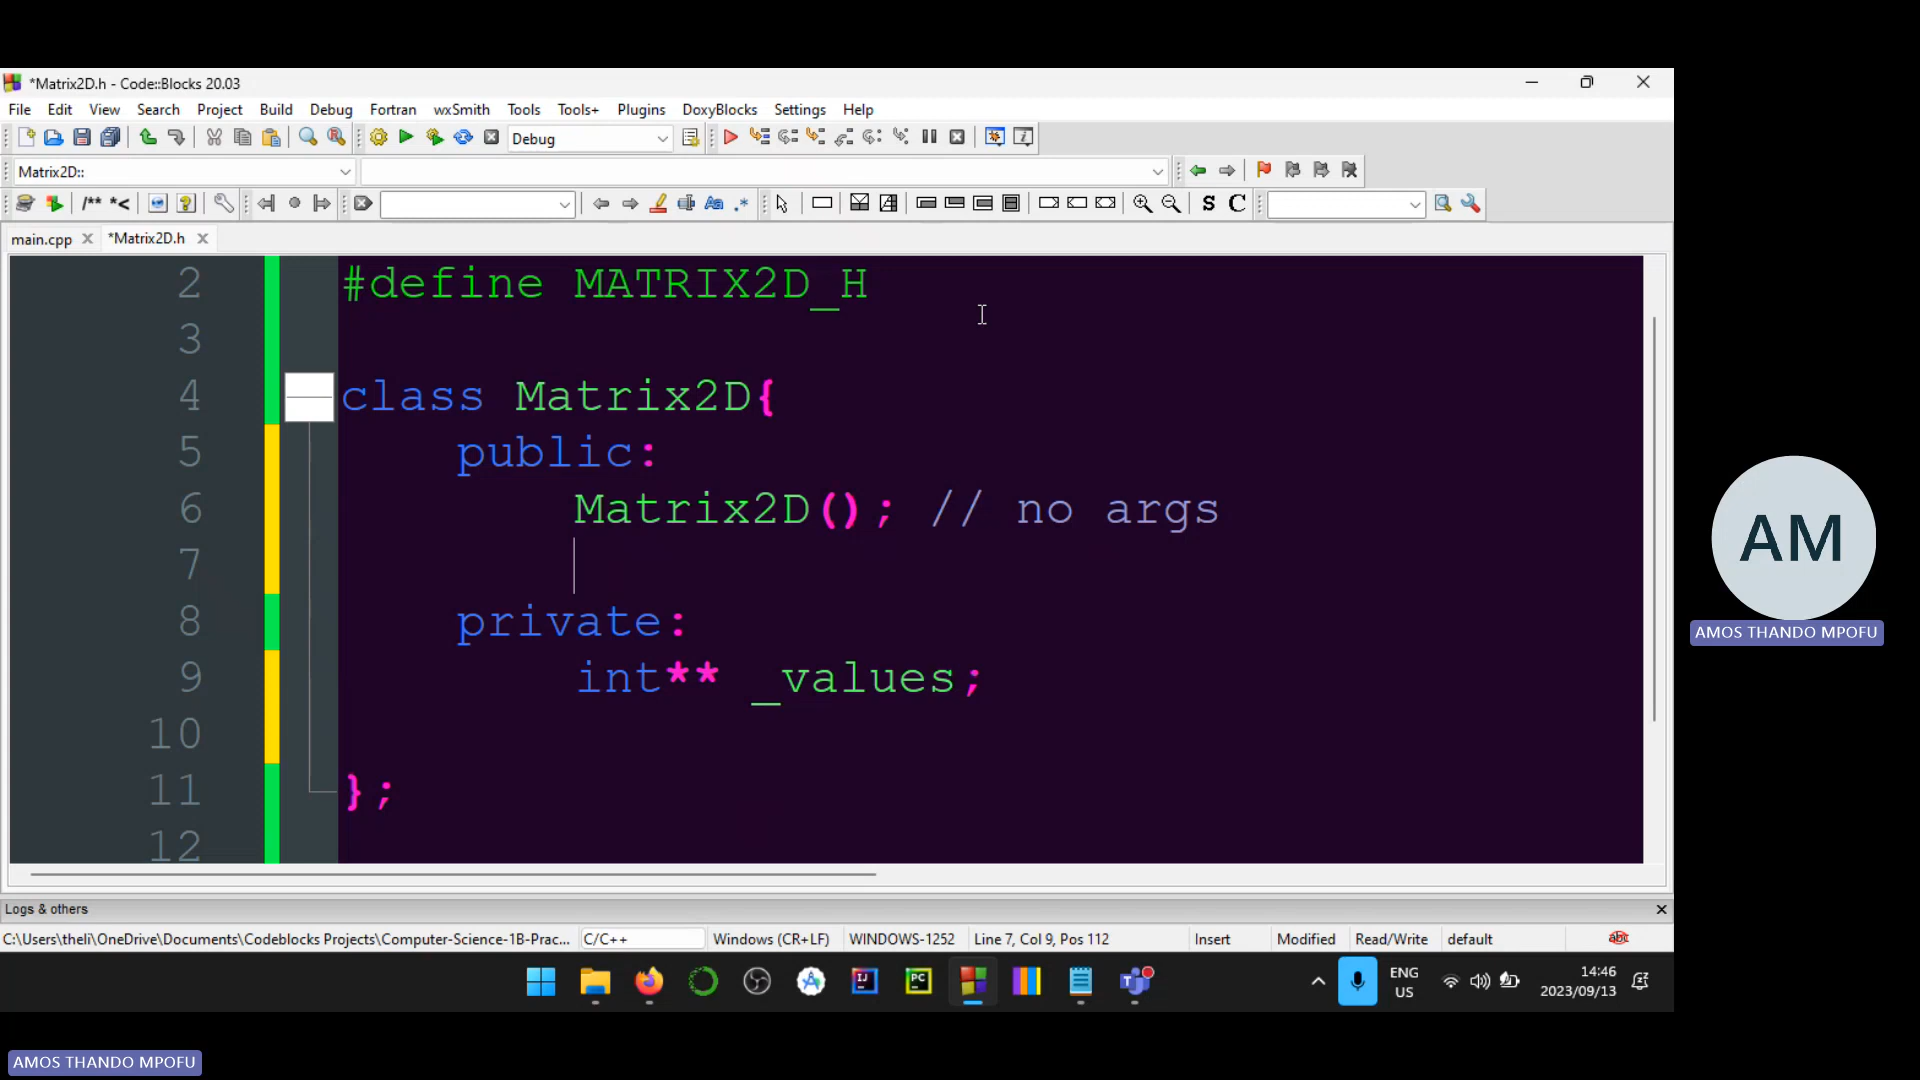 *Matrix2D.h - Code::Blocks 20.03
File Edit View Search Project Build Debug Fortran wxSmith Tools Tools+ Plugins DoxyBlocks Settings Help
Debug
Matrix2D::
/** *< Aa .* S C
main.cpp *Matrix2D.h
2 #define MATRIX2D_H
3
4 class Matrix2D{
5 public:
6 Matrix2D(); // no args
7
8 private:
9 int** _values;
10
11 };
12
AM
AMOS THANDO MPOFU
Logs & others
C:\Users\theli\OneDrive\Documents\Codeblocks Projects\Computer-Science-1B-Prac... C/C++ Windows (CR+LF) WINDOWS-1252 Line 7, Col 9, Pos 112 Insert Modified Read/Write default abc
IJ PC T ENG 14:46
US 2023/09/13
AMOS THANDO MPOFU